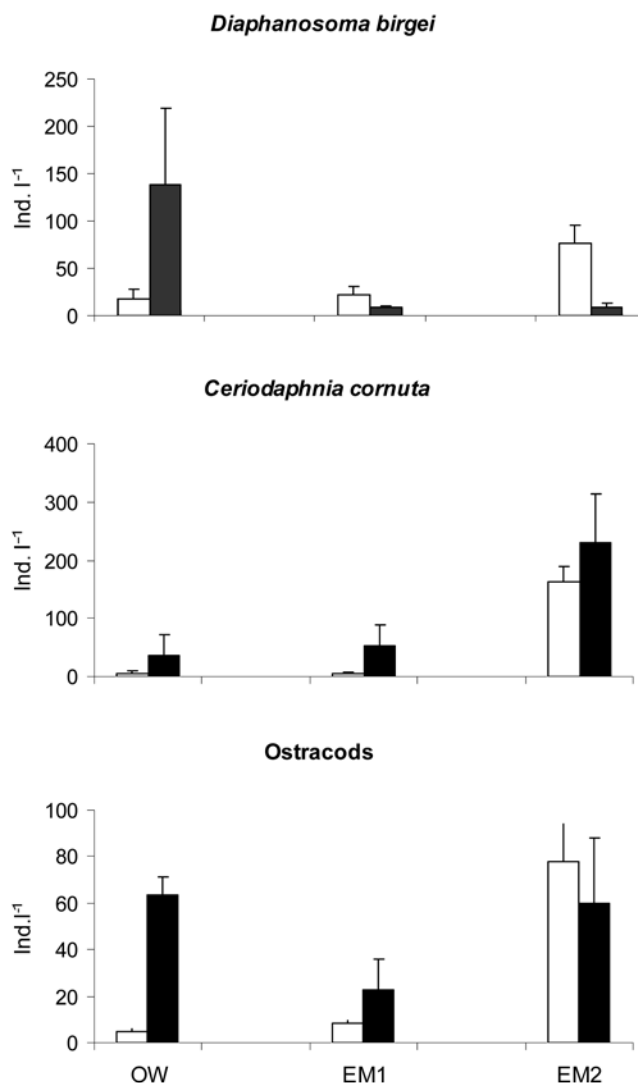 Diaphanosoma birgei
250
200
150
100
50
0
Ind. l⁻¹
Ceriodaphnia cornuta
400
300
200
100
0
Ind. l⁻¹
Ostracods
100
80
60
40
20
0
Ind.l⁻¹
OW EM1 EM2